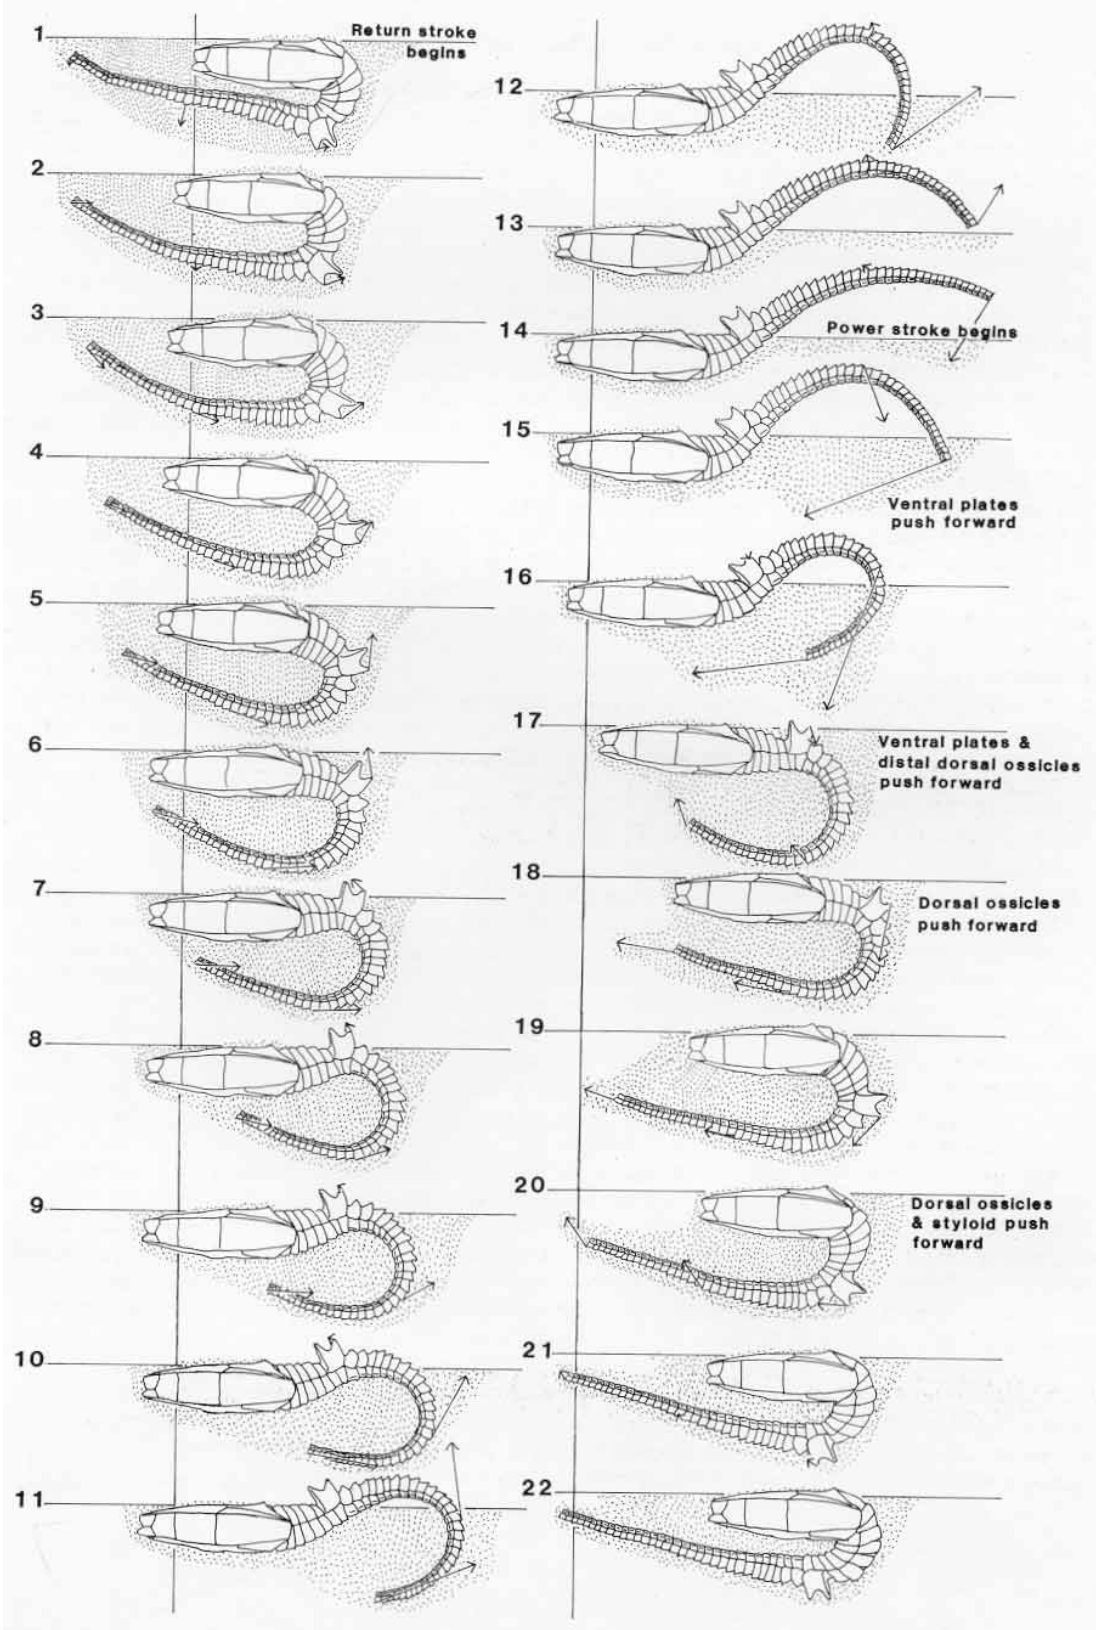 1
Return stroke
begins
2
3
4
5
6
7
8
9
10
11
12
13
14
Power stroke begins
15
Ventral plates
push forward
16
17
Ventral plates &
distal dorsal ossicles
push forward
18
Dorsal ossicles
push forward
19
20
Dorsal ossicles
& styloid push
forward
21
22